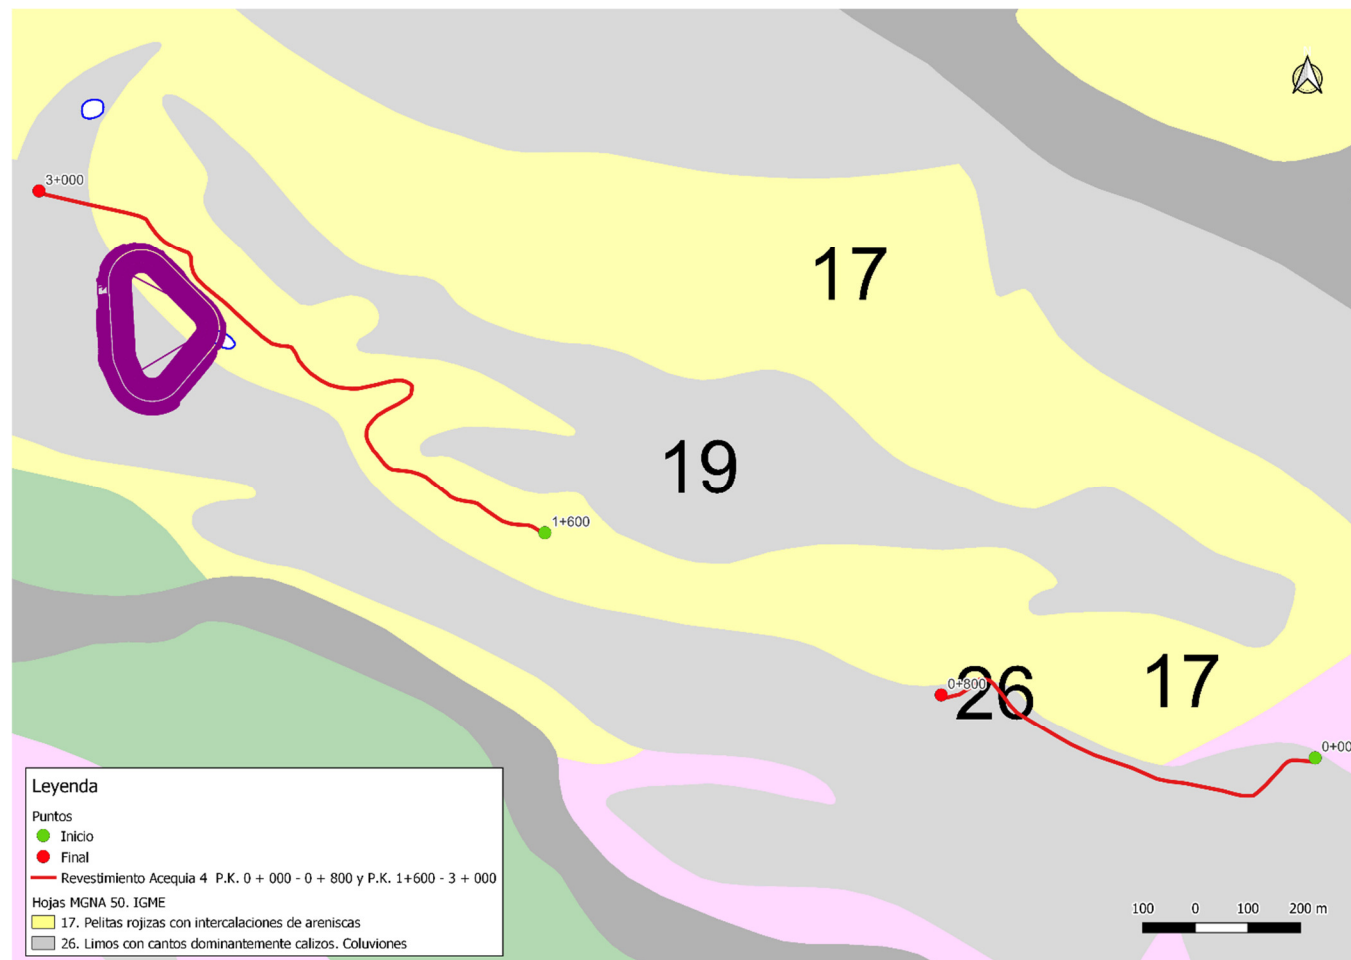 3+000
17
19
1+600
0+800
26
17
0+00
Leyenda
Puntos
Inicio
Final
Revestimiento Acequia 4 P.K. 0 + 000 - 0 + 800 y P.K. 1+600 - 3 + 000
Hojas MGNA 50. IGME
17. Pelitas rojizas con intercalaciones de areniscas
26. Limos con cantos dominantemente calizos. Coluviones
100 0 100 200 m